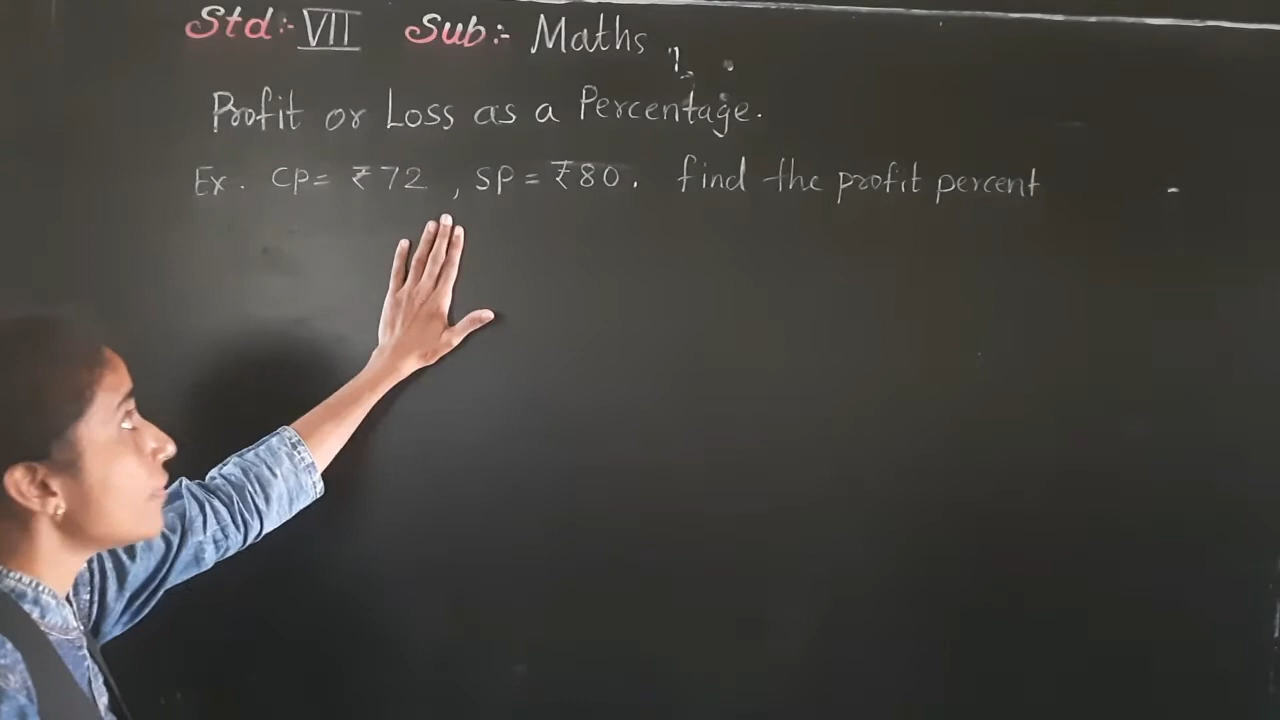 Std:- VII Sub:- Maths
Profit or Loss as a Percentage.
Ex. CP= ₹72, SP = ₹80. find the profit percent